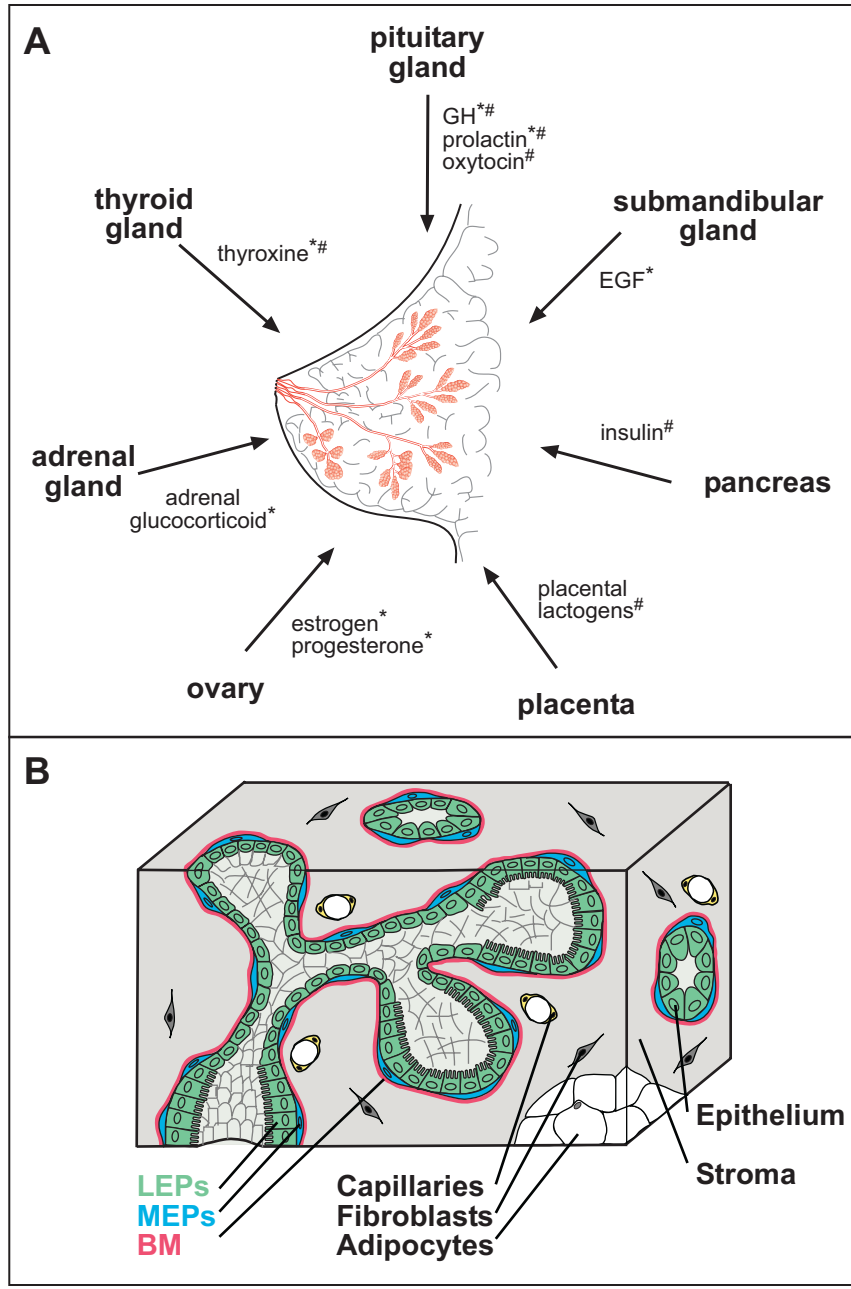 A
pituitary
gland
GH*#
prolactin*#
oxytocin#
thyroid
gland
thyroxine*#
submandibular
gland
EGF*
adrenal
gland
adrenal
glucocorticoid*
insulin#
pancreas
estrogen*
progesterone*
ovary
placental
lactogens#
placenta
B
Epithelium
Stroma
LEPs
MEPs
BM
Capillaries
Fibroblasts
Adipocytes